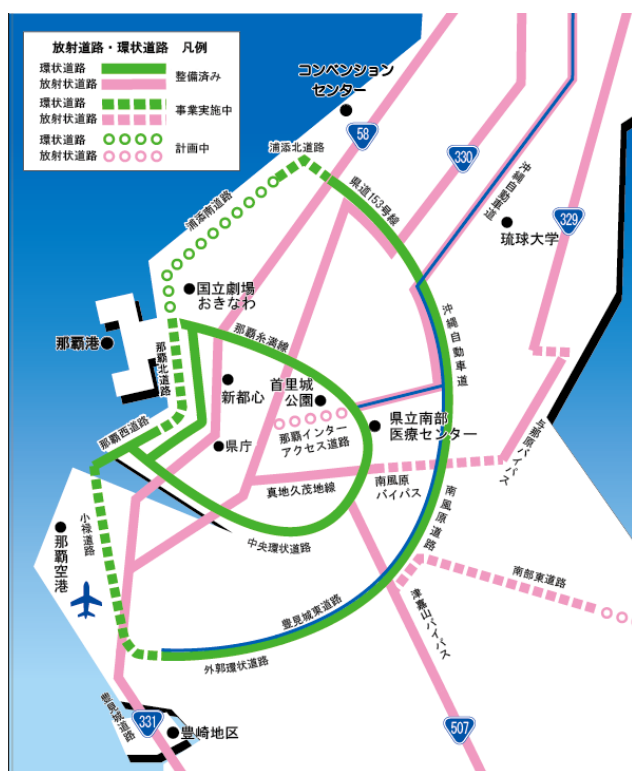 放射道路・環状道路 凡例
環状道路
放射状道路
整備済み
環状道路
放射状道路
事業実施中
環状道路
放射状道路
計画中
コンベンション
センター
58
330
浦添北道路
県道153号線
沖縄自動車道
329
琉球大学
浦添南道路
国立劇場
おきなわ
那覇港
那覇北道路
那覇糸満線
沖縄自動車道
新都心
首里城
公園
那覇インター
アクセス道路
県立南部
医療センター
与那原バイパス
那覇西道路
県庁
真地久茂地線
南風原
バイパス
南風原道路
小禄道路
那覇空港
中央環状道路
南部東道路
豊見城東道路
津嘉山バイパス
外郭環状道路
豊見城道路
331
豊崎地区
507